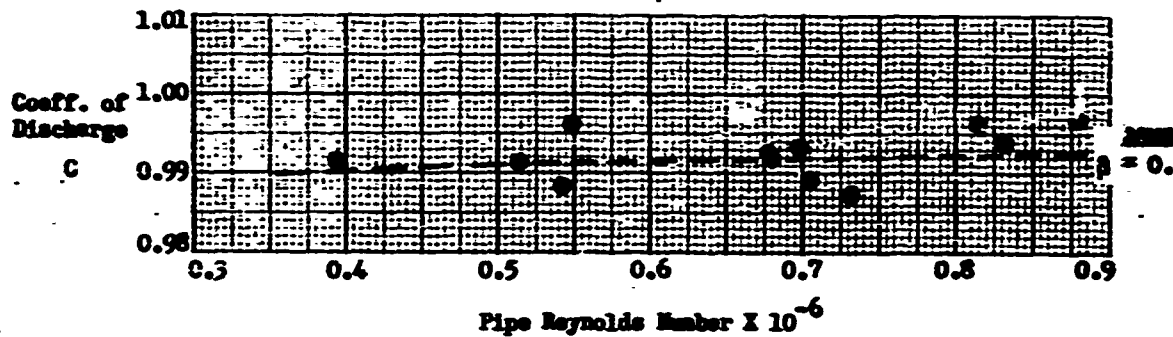 1.01
Coeff. of 1.00
Discharge
C 0.99
β = 0.
0.98
0.3 0.4 0.5 0.6 0.7 0.8 0.9
Pipe Reynolds Number X 10-6